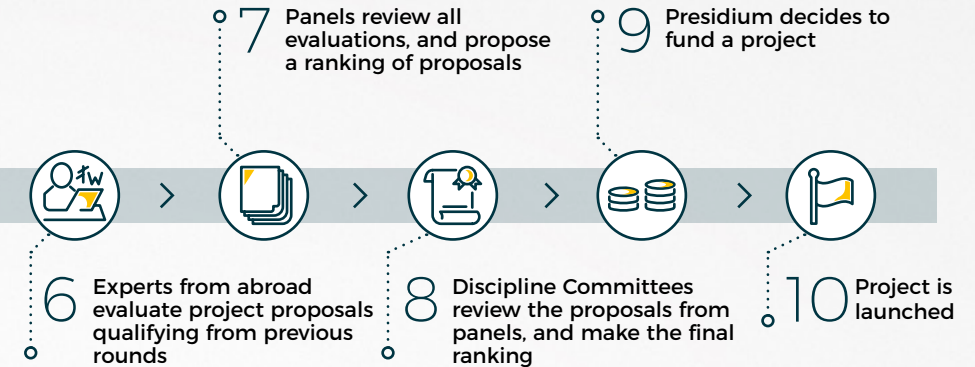 7 Panels review all
evaluations, and propose
a ranking of proposals
9 Presidium decides to
fund a project
6 Experts from abroad
evaluate project proposals
qualifying from previous
rounds
8 Discipline Committees
review the proposals from
panels, and make the final
ranking
10 Project is
launched